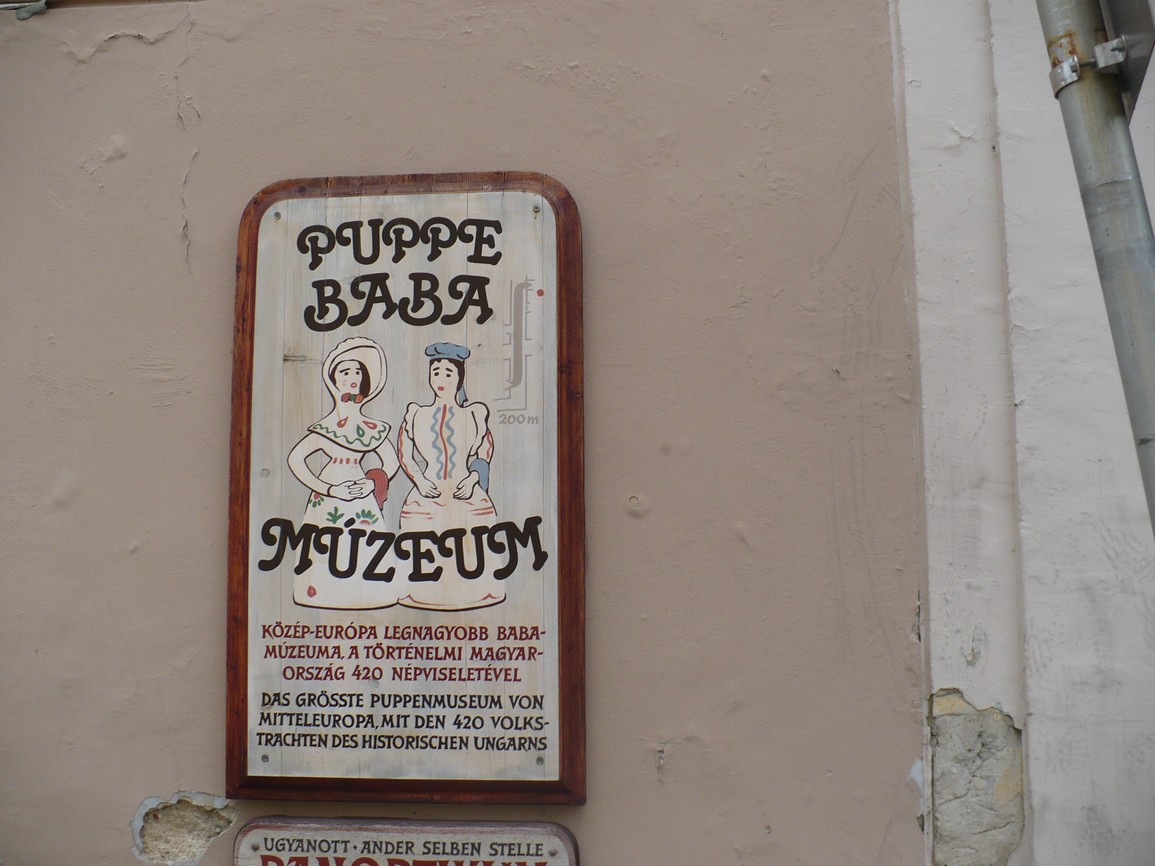 PUPPE
BABA
200m
MÚZEUM
KÖZÉP-EURÓPA LEGNAGYOBB BABA-
MÚZEUMA, A TÖRTÉNELMI MAGYAR-
ORSZÁG 420 NÉPVISELETÉVEL
DAS GRÖSSTE PUPPENMUSEUM VON
MITTELEUROPA, MIT DEN 420 VOLKS-
TRACHTEN DES HISTORISCHEN UNGARNS
UGYANOTT · ANDER SELBEN STELLE